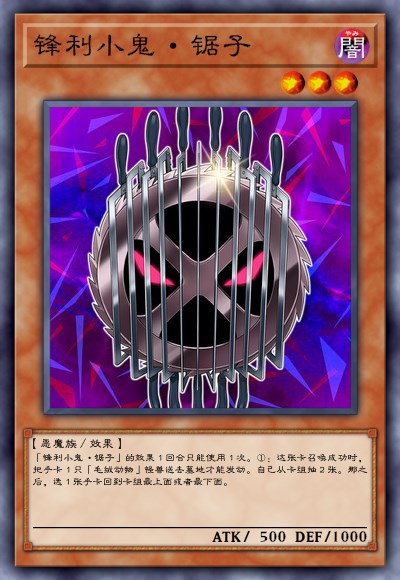 锋利小鬼·锯子
やみ
闇
【恶魔族/效果】
「锋利小鬼·锯子」的效果1回合只能使用1次。①：这张卡召唤成功时，
把手卡1只「毛绒动物」怪兽送去墓地才能发动。自己从卡组抽2张。那之
后，选1张手卡回到卡组最上面或者最下面。
ATK/ 500 DEF/1000